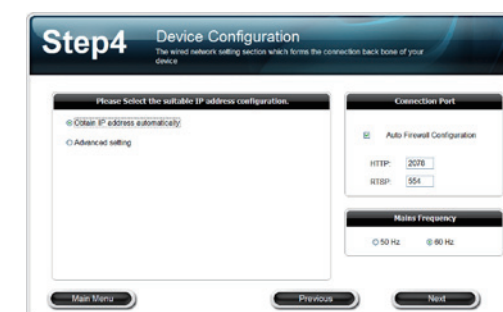 Step4
Device Configuration
The wired network setting section which forms the connection back bone of your
device
Please Select the suitable IP address configuration.
Obtain IP address automatically
Advanced setting
Connection Port
Auto Firewall Configuration
HTTP: 2078
RTSP: 554
Mains Frequency
50 Hz 60 Hz
Main Menu Previous Next